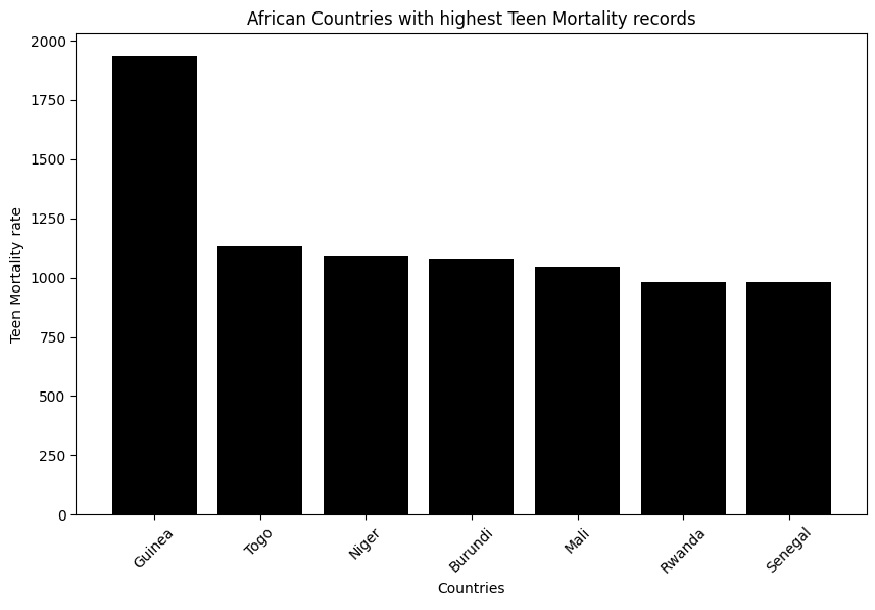 African Countries with highest Teen Mortality records
Teen Mortality rate
2000
1750
1500
1250
1000
750
500
250
0
Guinea
Togo
Niger
Burundi
Mali
Rwanda
Senegal
Countries